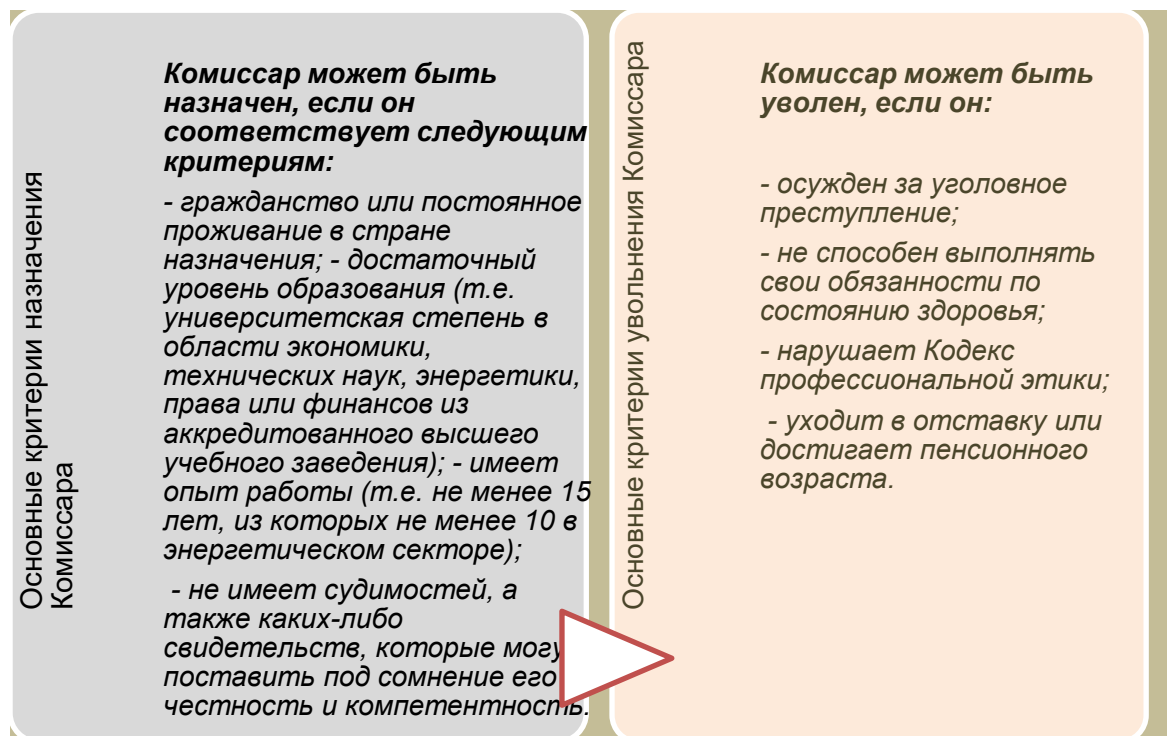 Основные критерии назначения
Комиссара
Комиссар может быть
назначен, если он
соответствует следующим
критериям:
- гражданство или постоянное
проживание в стране
назначения; - достаточный
уровень образования (т.е.
университетская степень в
области экономики,
технических наук, энергетики,
права или финансов из
аккредитованного высшего
учебного заведения); - имеет
опыт работы (т.е. не менее 15
лет, из которых не менее 10 в
энергетическом секторе);
- не имеет судимостей, а
также каких-либо
свидетельств, которые могу
поставить под сомнение его
честность и компетентность.
Основные критерии увольнения Комиссара
Комиссар может быть
уволен, если он:
- осужден за уголовное
преступление;
- не способен выполнять
свои обязанности по
состоянию здоровья;
- нарушает Кодекс
профессиональной этики;
- уходит в отставку или
достигает пенсионного
возраста.